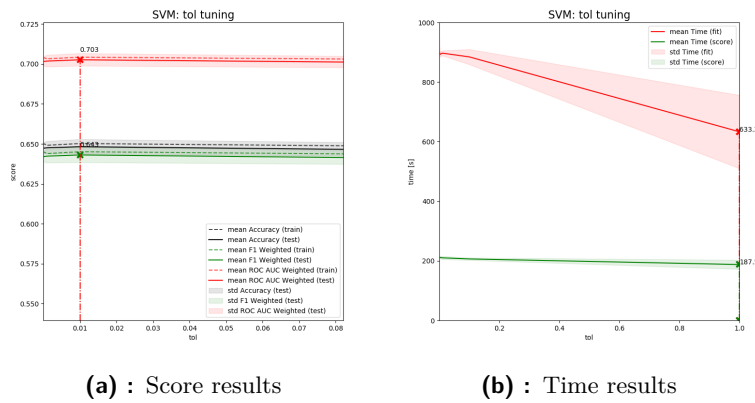 SVM: tol tuning
0.725
0.700
0.675
0.650
0.625
0.600
0.575
0.550
score
0.703
0.643
mean Accuracy (train)
mean Accuracy (test)
mean F1 Weighted (train)
mean F1 Weighted (test)
mean ROC AUC Weighted (train)
mean ROC AUC Weighted (test)
std Accuracy (test)
std F1 Weighted (test)
std ROC AUC Weighted (test)
0.01 0.02 0.03 0.04 0.05 0.06 0.07 0.08
tol
(a) : Score results
SVM: tol tuning
1000
800
600
400
200
0
time [s]
mean Time (fit)
mean Time (score)
std Time (fit)
std Time (score)
633.
187.
0.2 0.4 0.6 0.8 1.0
tol
(b) : Time results